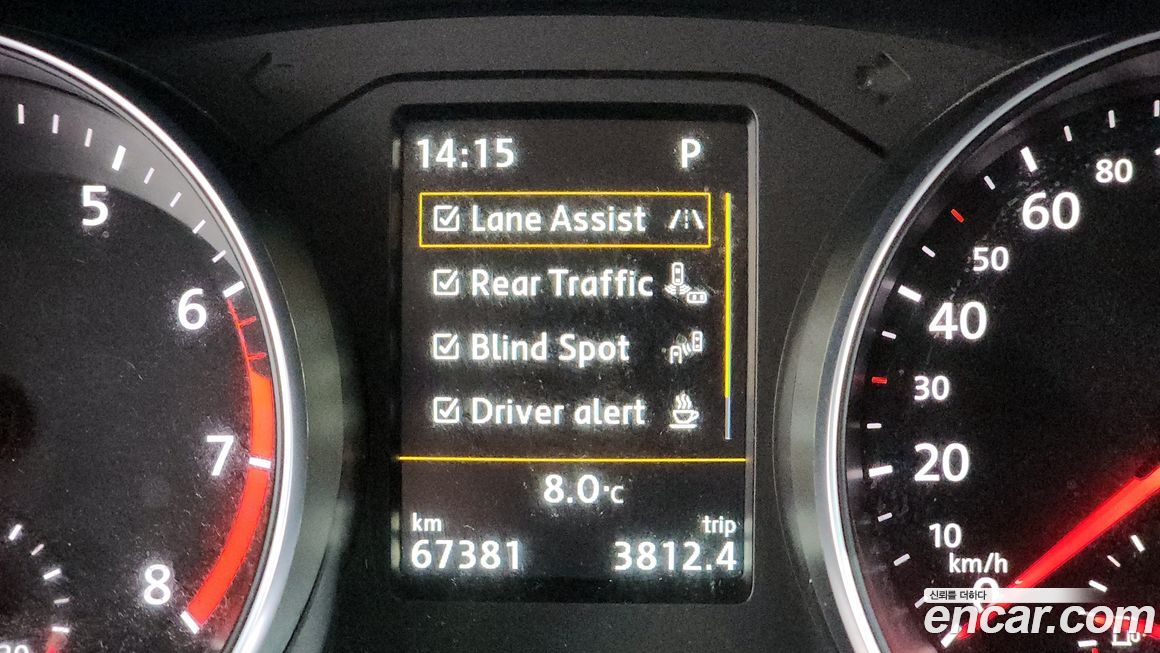 14:15 P
Lane Assist
Rear Traffic
Blind Spot
Driver alert
8.0°C
km trip
67381 3812.4
5
6
7
8
80
60
50
40
30
20
10
km/h
0
신뢰를 더하다
encar.com